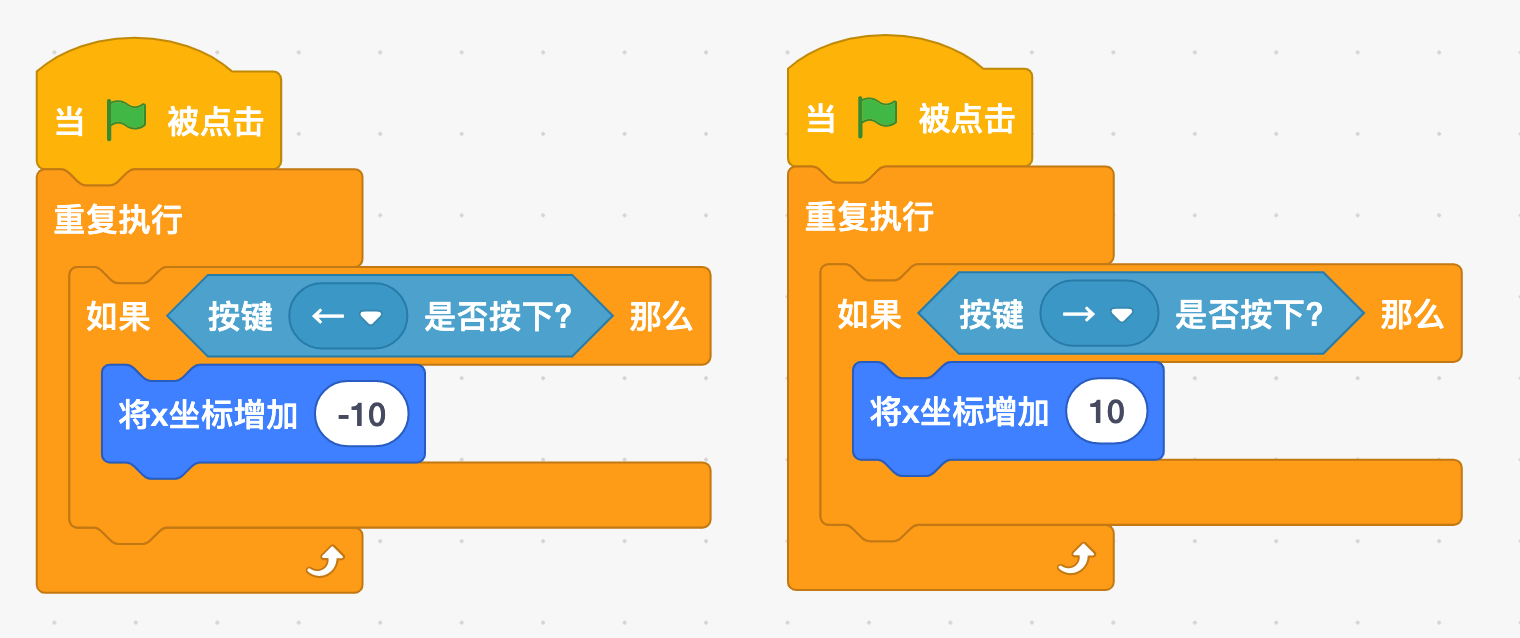 当 被点击
重复执行
如果 按键 ← 是否按下? 那么
将x坐标增加 -10
当 被点击
重复执行
如果 按键 → 是否按下? 那么
将x坐标增加 10